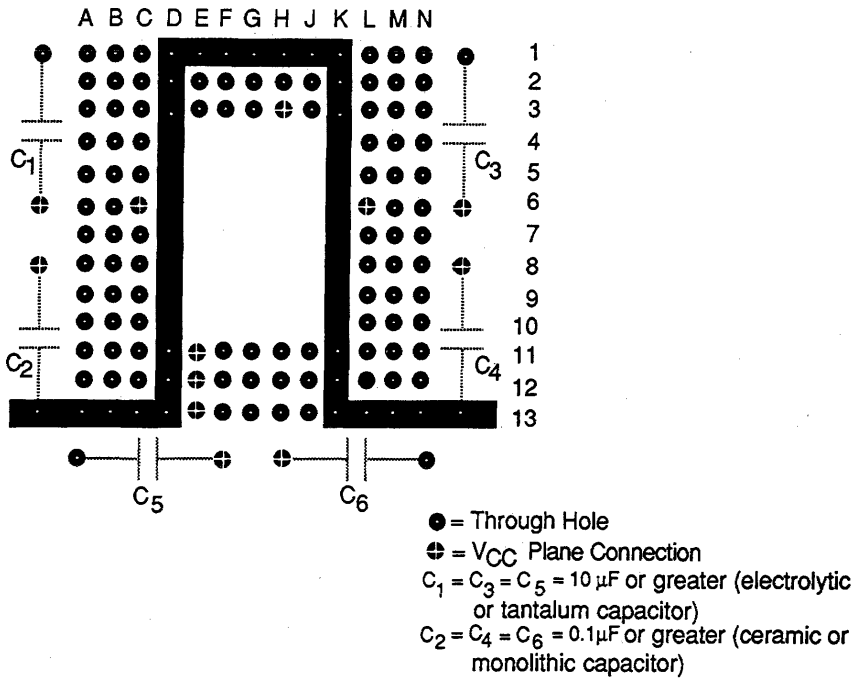 A B C D E F G H J K L M N
1
2
3
4
5
6
7
8
9
10
11
12
13
C1
C3
C2
C4
C5
C6
= Through Hole
= VCC Plane Connection
C1 = C3 = C5 = 10 µF or greater (electrolytic
or tantalum capacitor)
C2 = C4 = C6 = 0.1µF or greater (ceramic or
monolithic capacitor)